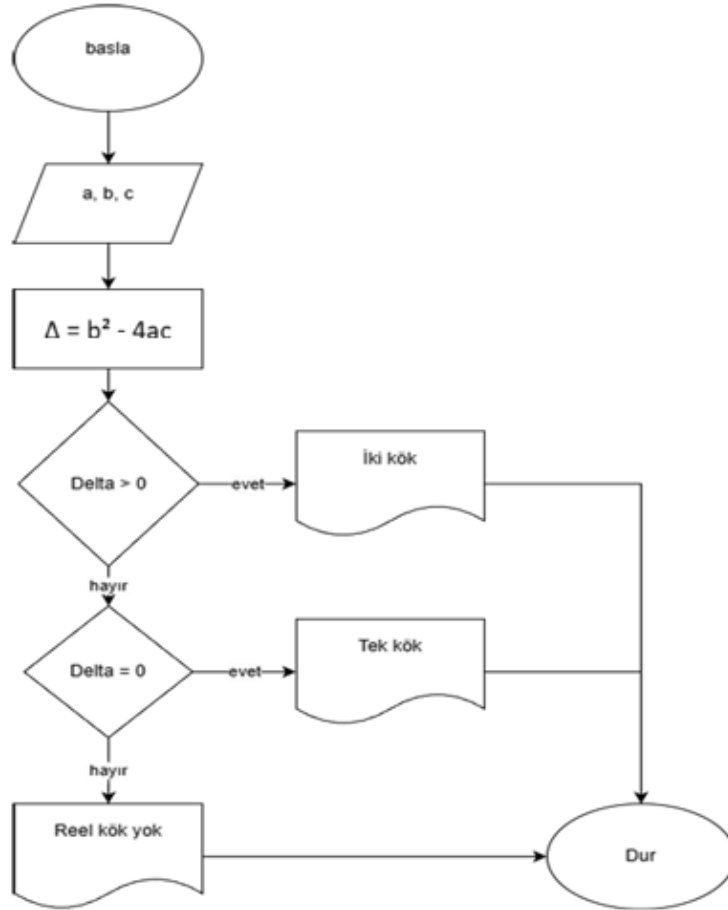 basla
a, b, c
Δ = b² - 4ac
Delta > 0
evet
İki kök
hayır
Delta = 0
evet
Tek kök
hayır
Reel kök yok
Dur